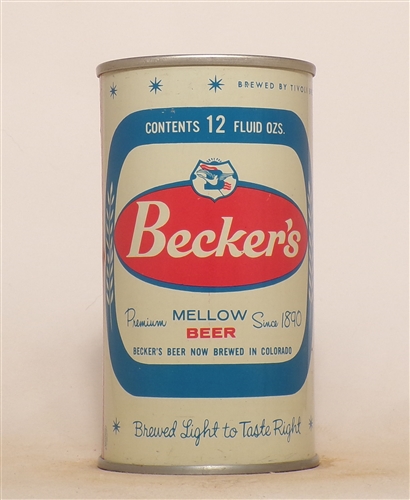 BREWED BY TIVOLI
CONTENTS 12 FLUID OZS.
Becker's
Premium MELLOW BEER Since 1890
BECKER'S BEER NOW BREWED IN COLORADO
Brewed Light to Taste Right